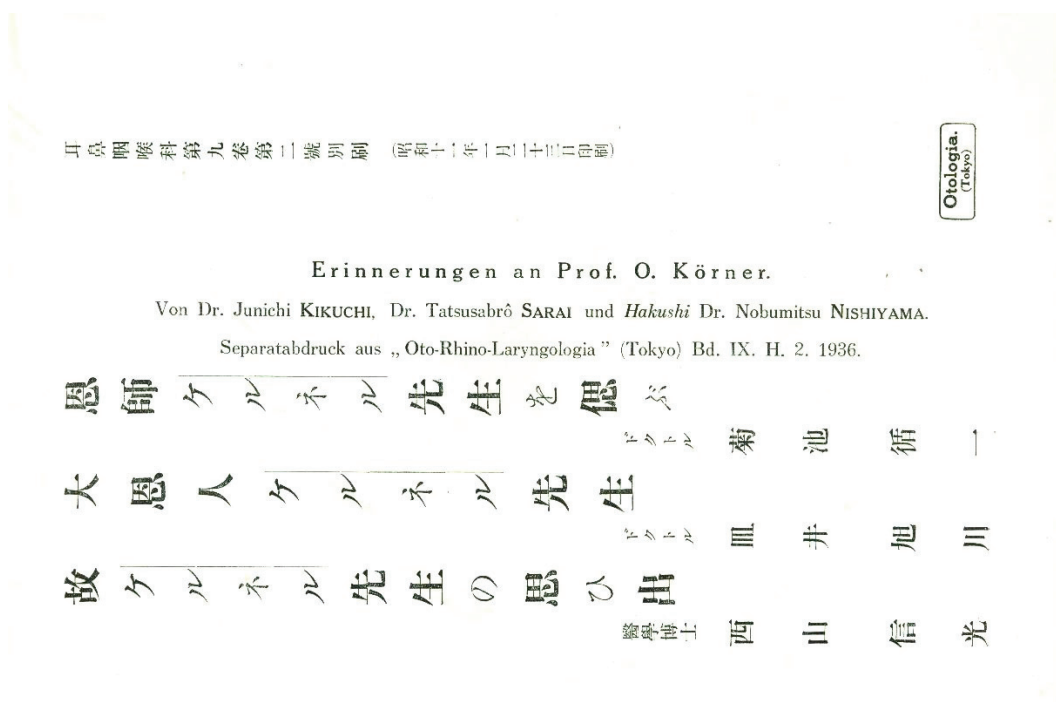 耳鼻咽喉科第九卷第二號別刷 (昭和十一年一月二十三日印刷)
Otologia.
(Tokyo)
Erinnerungen an Prof. O. Körner.
Von Dr. Junichi KIKUCHI, Dr. Tatsusabrô SARAI und Hakushi Dr. Nobumitsu NISHIYAMA.
Separatabdruck aus „Oto-Rhino-Laryngologia” (Tokyo) Bd. IX. H. 2. 1936.
恩師ケルネル先生を偲ぶ
ドクトル 菊池循一
大恩人ケルネル先生
ドクトル 皿井旭川
故ケルネル先生の思ひ出
醫學博士 西山信光